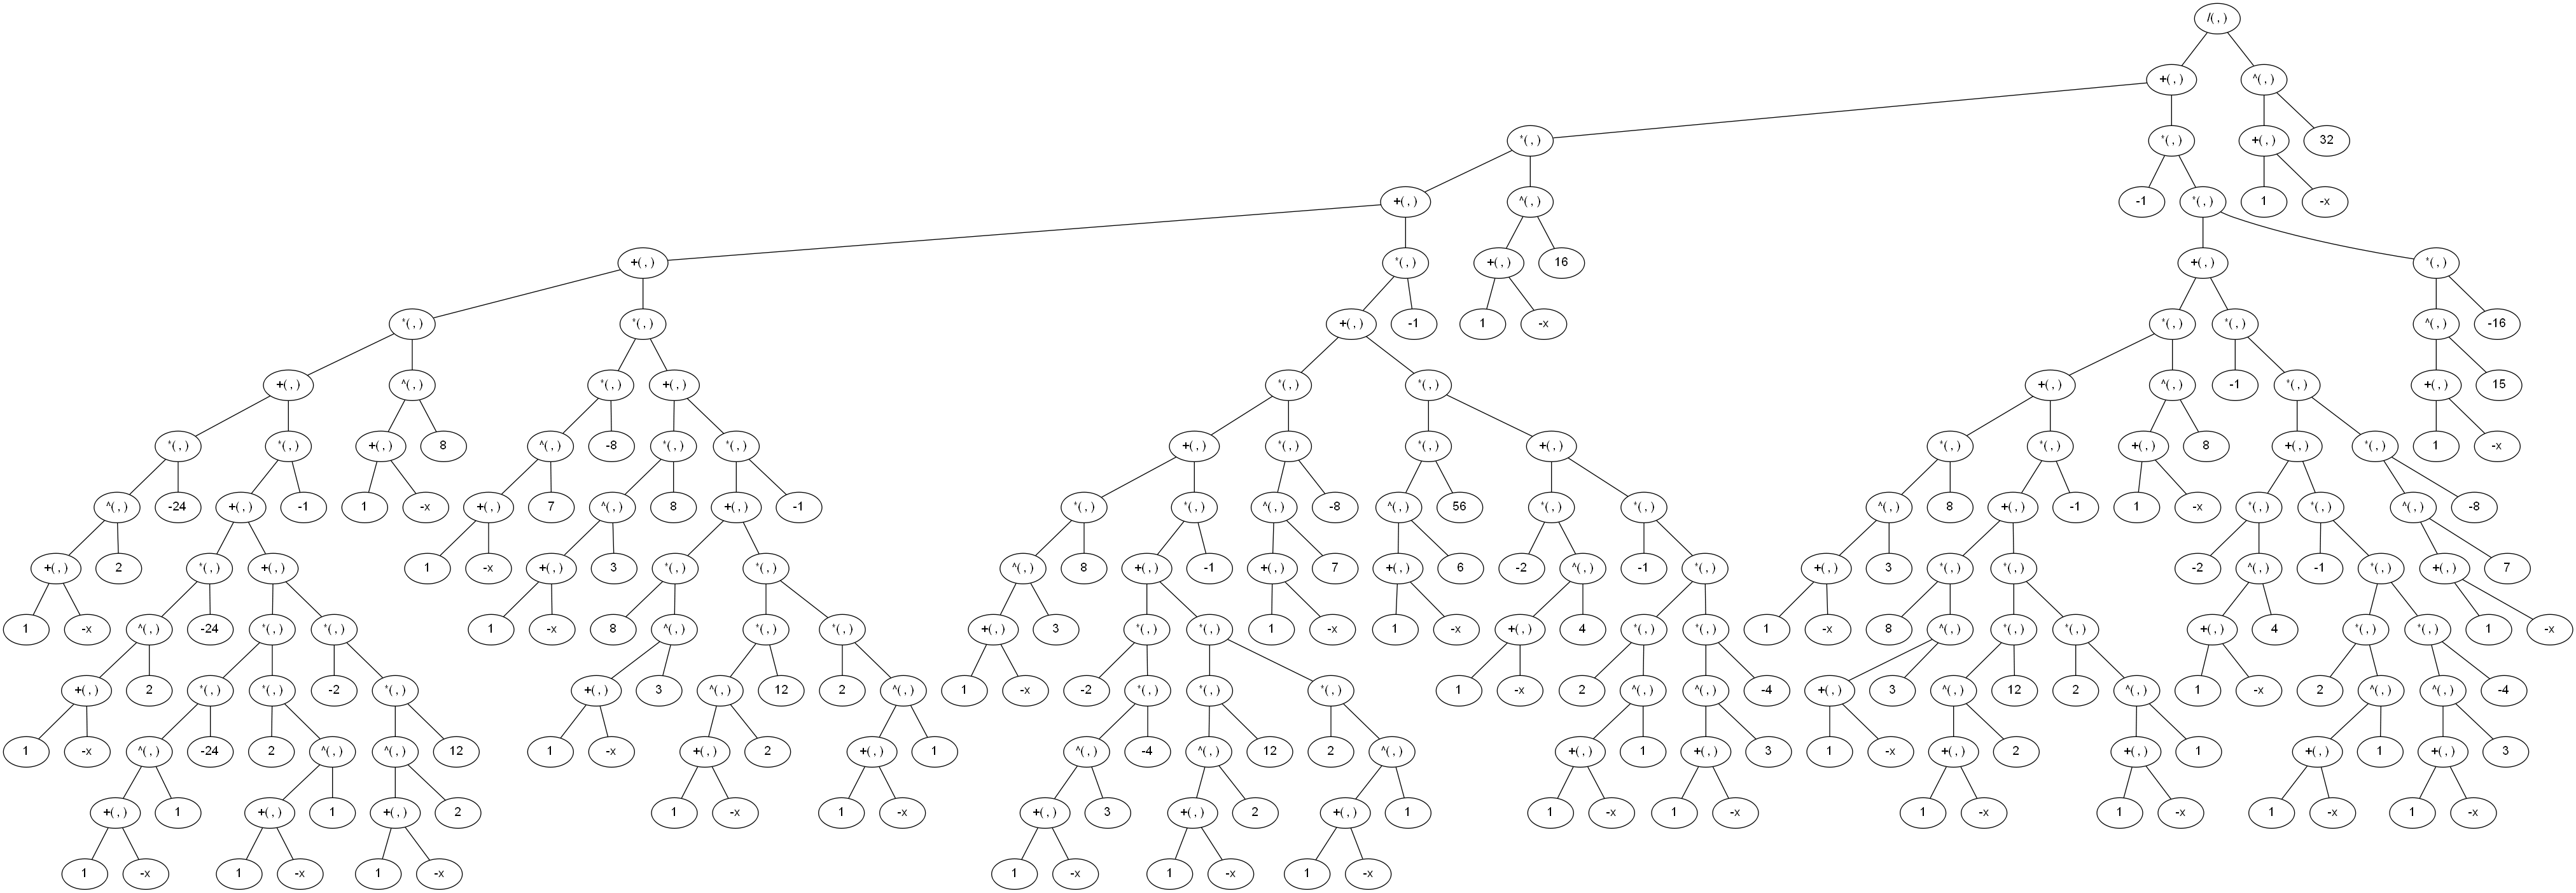 /( , )
+( , ) ^( , )
*( , ) *( , ) +( , ) 32
+( , ) ^( , ) -1 *( , ) 1 -x
+( , ) *( , ) +( , ) 16 +( , ) *( , )
*( , ) *( , ) +( , ) -1 1 -x *( , ) *( , ) ^( , ) -16
+( , ) ^( , ) *( , ) +( , ) *( , ) *( , ) +( , ) ^( , ) -1 *( , ) +( , ) 15
*( , ) *( , ) +( , ) 8 ^( , ) -8 *( , ) *( , ) +( , ) *( , ) *( , ) +( , ) *( , ) *( , ) +( , ) 8 +( , ) *( , ) 1 -x
^( , ) -24 +( , ) -1 1 -x +( , ) 7 ^( , ) 8 +( , ) -1 *( , ) *( , ) ^( , ) -8 ^( , ) 56 *( , ) *( , ) ^( , ) 8 +( , ) -1 1 -x *( , ) *( , ) ^( , ) -8
+( , ) 2 *( , ) +( , ) 1 -x +( , ) 3 *( , ) *( , ) ^( , ) 8 +( , ) -1 +( , ) 7 +( , ) 6 -2 ^( , ) -1 *( , ) +( , ) 3 *( , ) *( , ) -2 ^( , ) -1 *( , ) +( , ) 7
1 -x ^( , ) -24 *( , ) *( , ) 1 -x 8 ^( , ) *( , ) *( , ) +( , ) 3 *( , ) *( , ) 1 -x 1 -x +( , ) 4 *( , ) *( , ) 1 -x 8 ^( , ) *( , ) *( , ) +( , ) 4 *( , ) *( , ) 1 -x
+( , ) 2 *( , ) *( , ) -2 *( , ) +( , ) 3 ^( , ) 12 2 ^( , ) 1 -x -2 *( , ) *( , ) *( , ) 1 -x 2 ^( , ) ^( , ) -4 +( , ) 3 ^( , ) 12 2 ^( , ) 1 -x 2 ^( , ) ^( , ) -4
1 -x ^( , ) -24 2 ^( , ) ^( , ) 12 1 -x +( , ) 2 +( , ) 1 ^( , ) -4 ^( , ) 12 2 ^( , ) +( , ) 1 +( , ) 3 1 -x +( , ) 2 +( , ) 1 +( , ) 1 +( , ) 3
+( , ) 1 +( , ) 1 +( , ) 2 1 -x 1 -x +( , ) 3 +( , ) 2 +( , ) 1 1 -x 1 -x 1 -x 1 -x 1 -x 1 -x
1 -x 1 -x 1 -x 1 -x 1 -x 1 -x